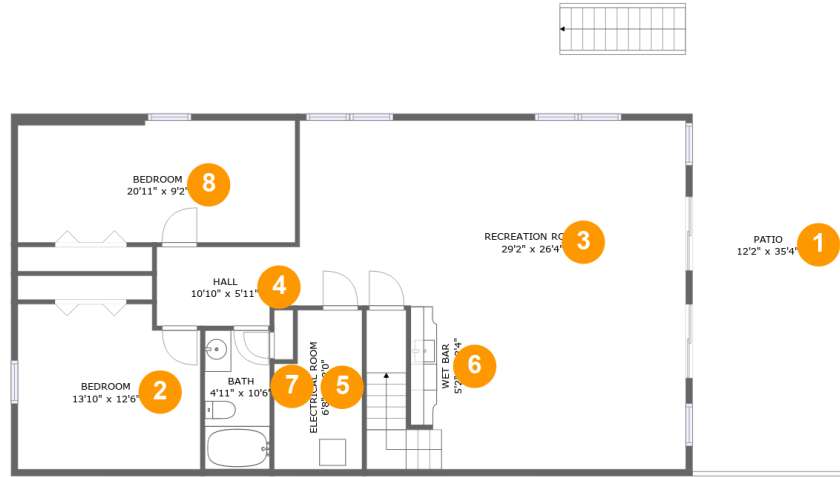 BEDROOM
20'11" x 9'2"
8
RECREATION
29'2" x 26'4"
3
PATIO
12'2" x 35'4"
1
HALL
10'10" x 5'11"
4
BEDROOM
13'10" x 12'6"
2
BATH
4'11" x 10'6"
7
ELECTRICAL ROOM
6'8"
5
WET BAR
6